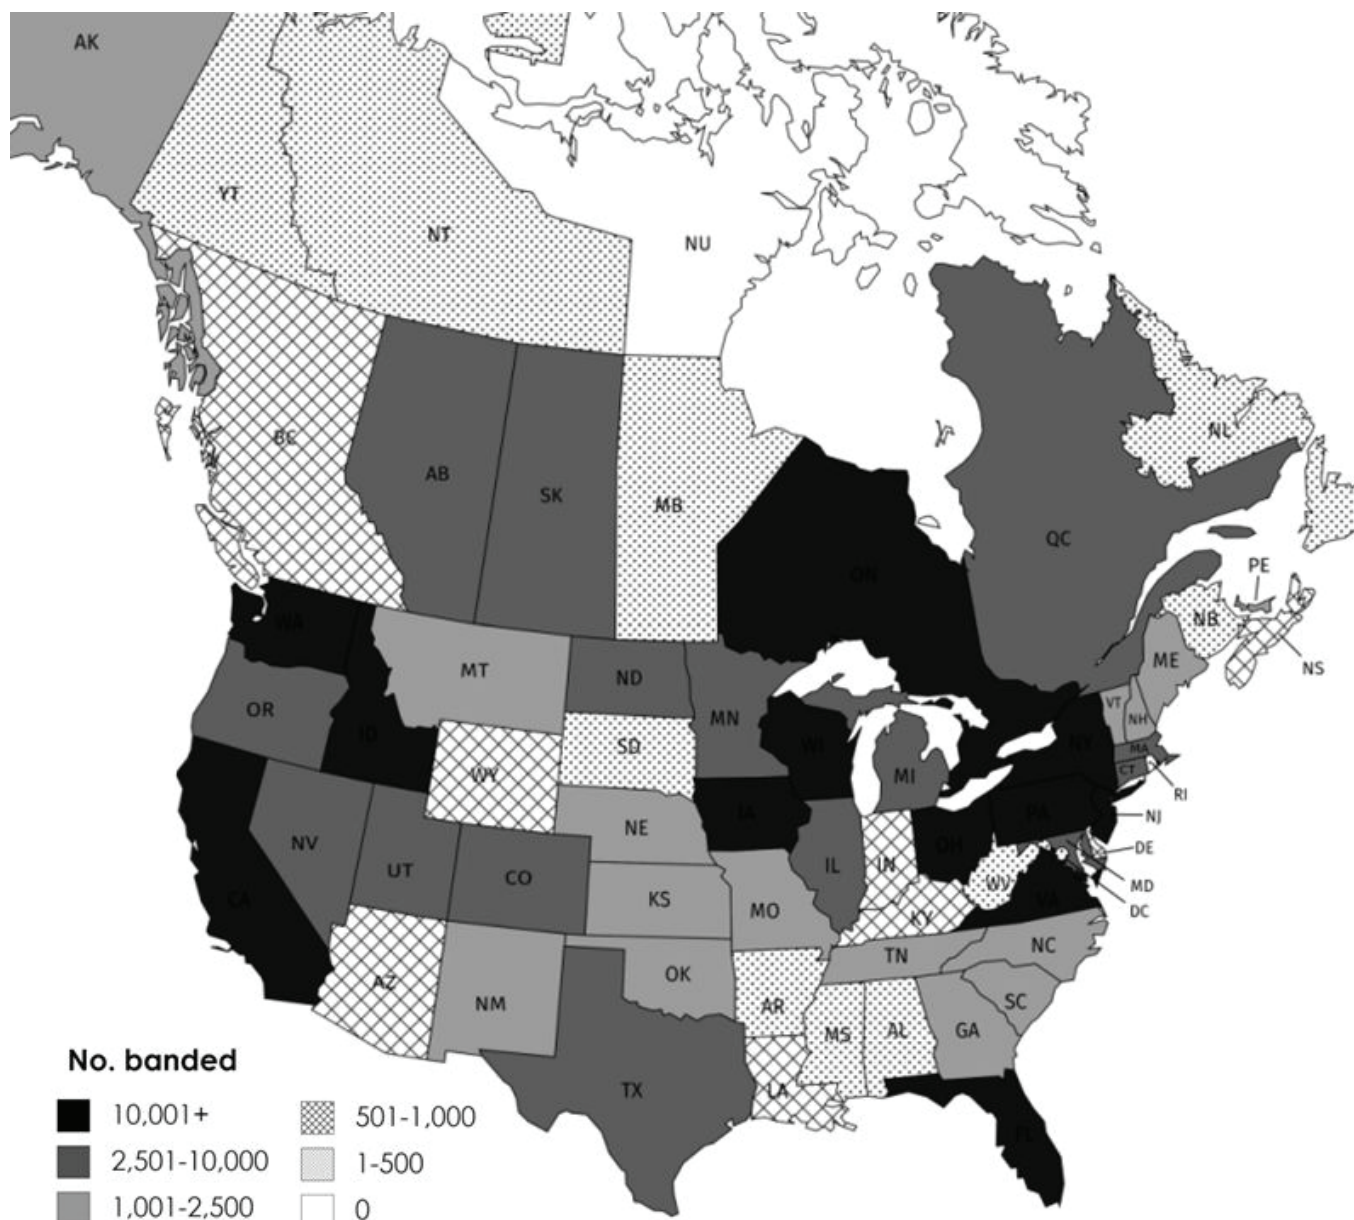 AK
YT
NT
NU
BC
AB
SK
MB
ON
QC
NL
PE
NB
NS
WA
MT
ND
MN
ME
VT
NH
OR
ID
WY
SD
WI
MI
NY
MA
CT
RI
NJ
NE
IA
PA
OH
IL
IN
DE
WV
MD
DC
NV
UT
CO
CA
KS
MO
KY
VA
TN
NC
AZ
NM
OK
AR
SC
GA
MS
AL
TX
LA
FL
No. banded
10,001+
2,501-10,000
1,001-2,500
501-1,000
1-500
0